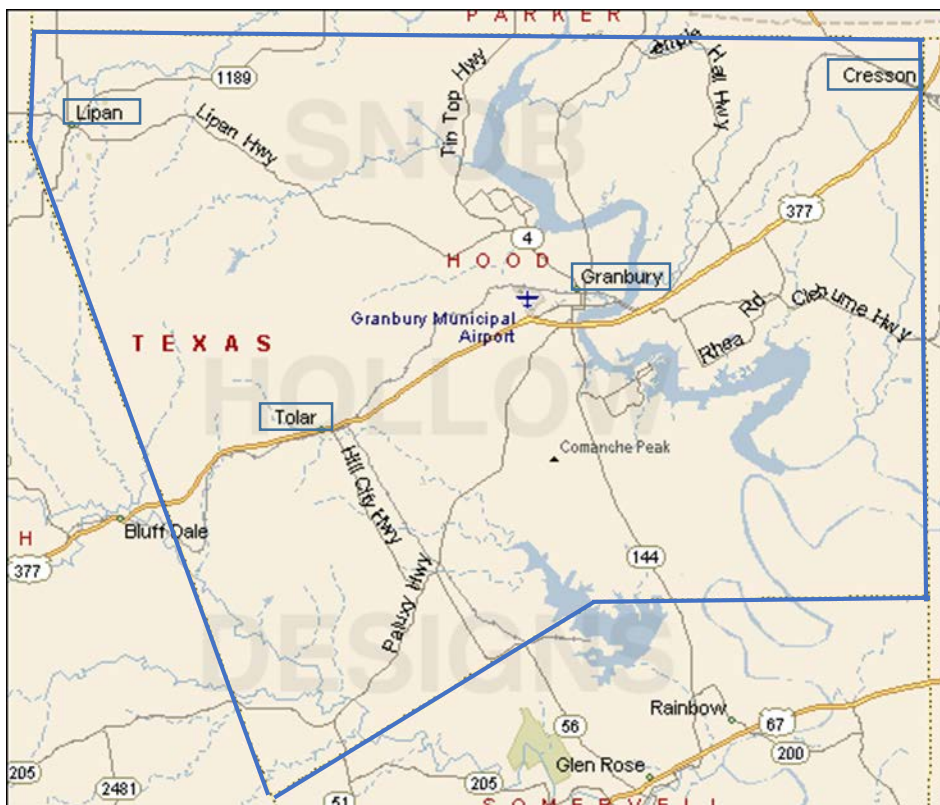 PARKER
Temple
Hall Hwy
Cresson
1189
Tin Top Hwy
Lipan
Lipan Hwy
SNOB
377
4
HOOD
Granbury
Granbury Municipal
Airport
Rd
Cleburne Hwy
Rhea
TEXAS
HOLLOW
Tolar
Comanche Peak
Hill City Hwy
Bluff Dale
H
377
144
Paluxy Hwy
DESIGNS
Rainbow
56
67
200
Glen Rose
205
2481
205
51
SOMERVELL